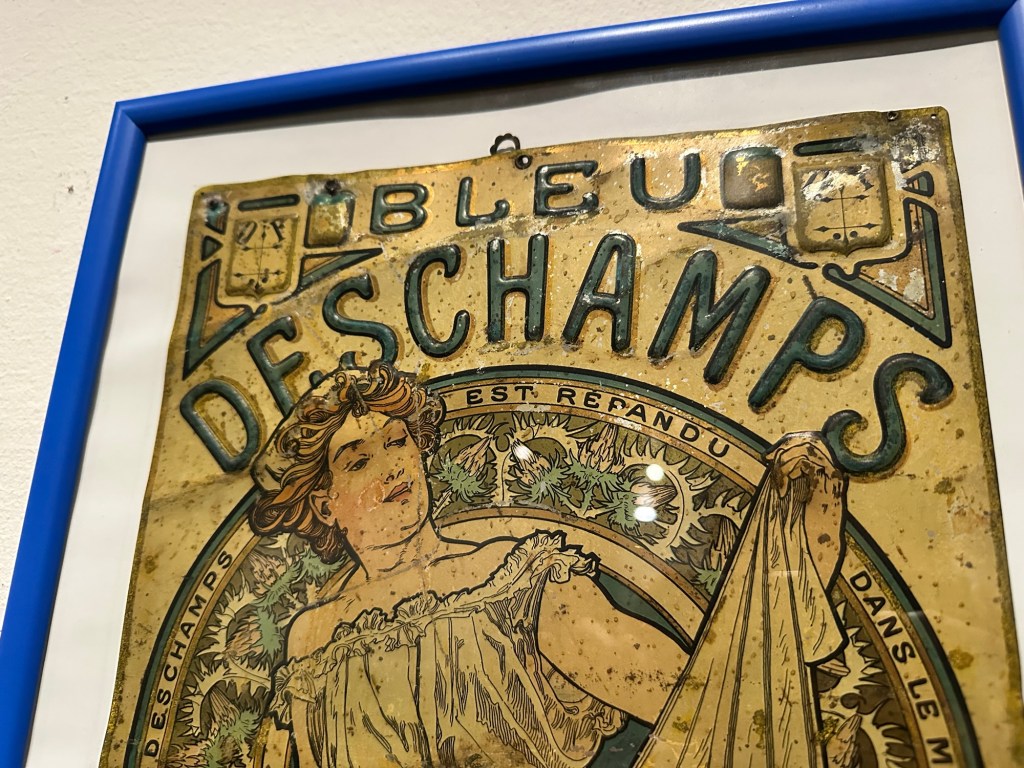 BLEU
DESCHAMPS
DESCHAMPS EST RÉPANDU DANS LE M